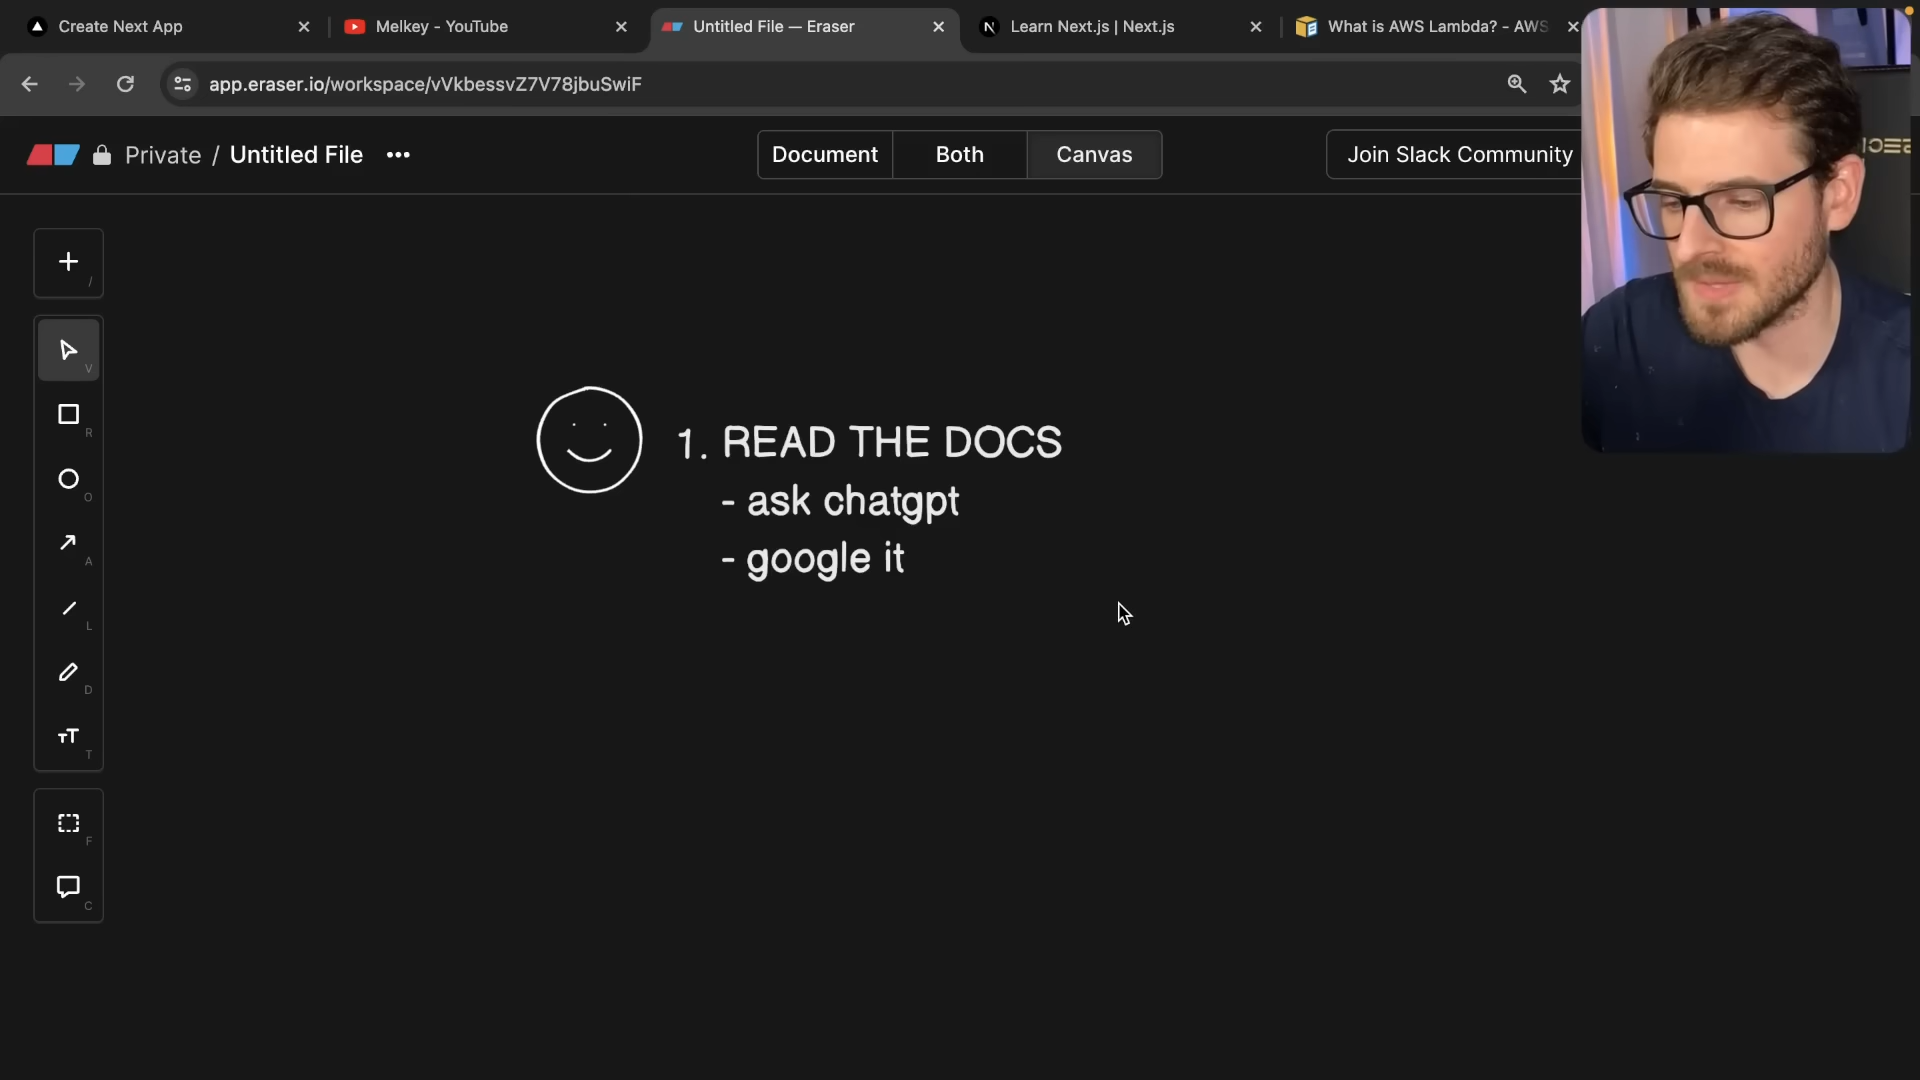 Create Next App
Melkey - YouTube
Untitled File — Eraser
Learn Next.js | Next.js
What is AWS Lambda? - AWS
app.eraser.io/workspace/vVkbessvZ7V78jbuSwiF
Private / Untitled File
Document
Both
Canvas
Join Slack Community
/
V
R
O
A
L
D
T
F
C
1. READ THE DOCS
- ask chatgpt
- google it